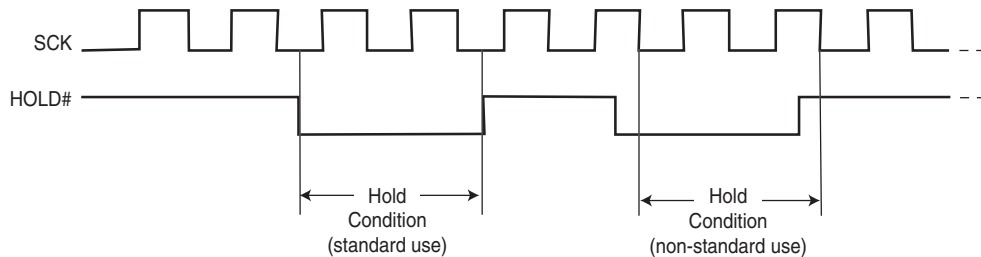 SCK
HOLD#
Hold
Condition
(standard use)
Hold
Condition
(non-standard use)